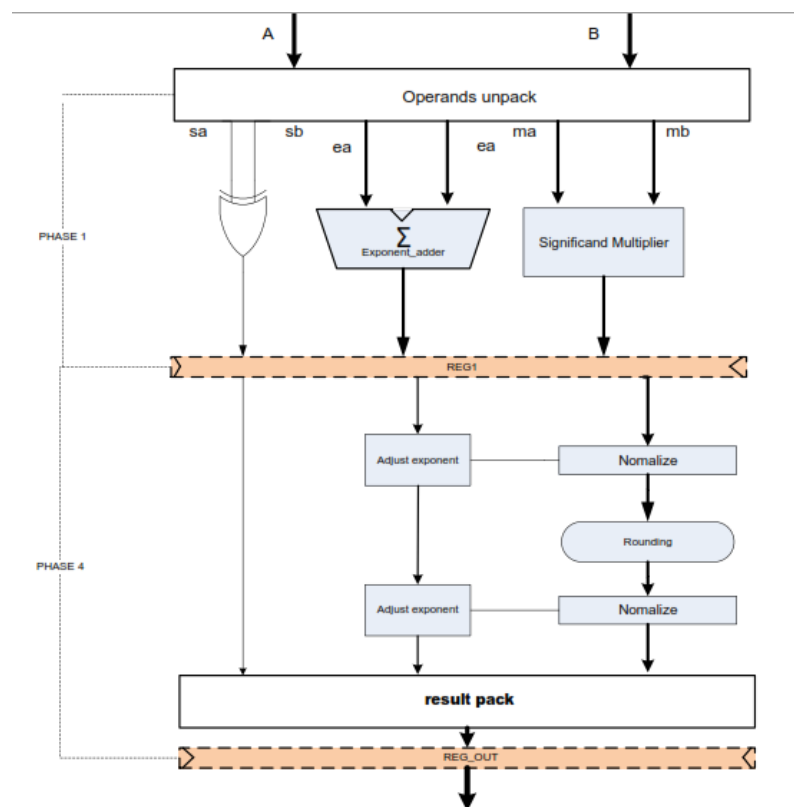 A
B
Operands unpack
sa
sb
ea
ea
ma
mb
PHASE 1
Σ
Exponent_adder
Significand Multiplier
REG1
Adjust exponent
Nomalize
Rounding
PHASE 4
Adjust exponent
Nomalize
result pack
REG_OUT